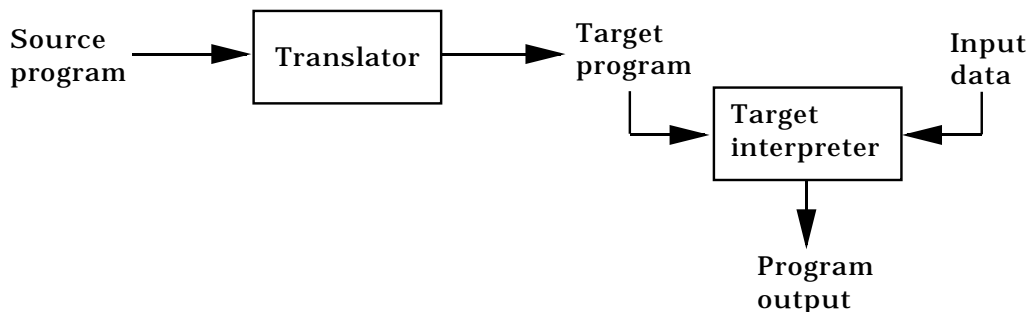 Source
program
Translator
Target
program
Input
data
Target
interpreter
Program
output